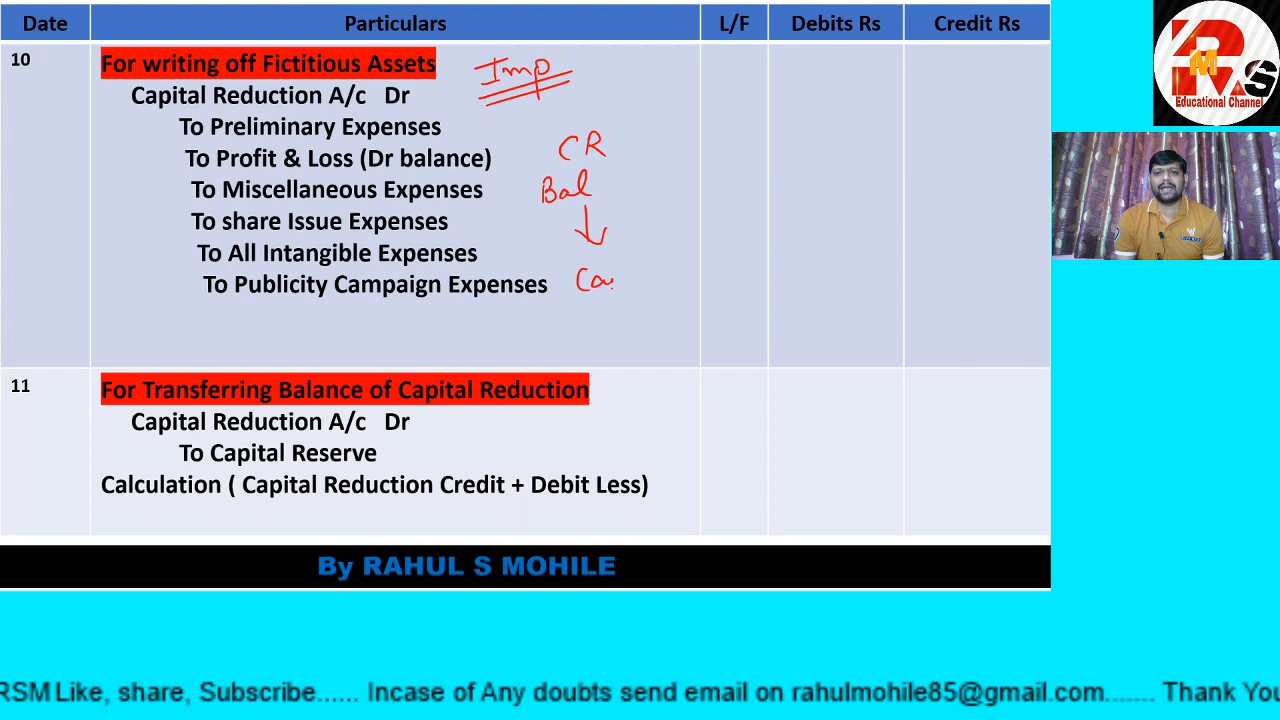 Date Particulars L/F Debits Rs Credit Rs
10 For writing off Fictitious Assets Imp
Capital Reduction A/c Dr
To Preliminary Expenses
To Profit & Loss (Dr balance) CR
To Miscellaneous Expenses Bal
To share Issue Expenses
To All Intangible Expenses
To Publicity Campaign Expenses
11 For Transferring Balance of Capital Reduction
Capital Reduction A/c Dr
To Capital Reserve
Calculation ( Capital Reduction Credit + Debit Less)
By RAHUL S MOHILE
RSM Like, share, Subscribe...... Incase of Any doubts send email on rahulmohile85@gmail.com....... Thank You
Educational Channel